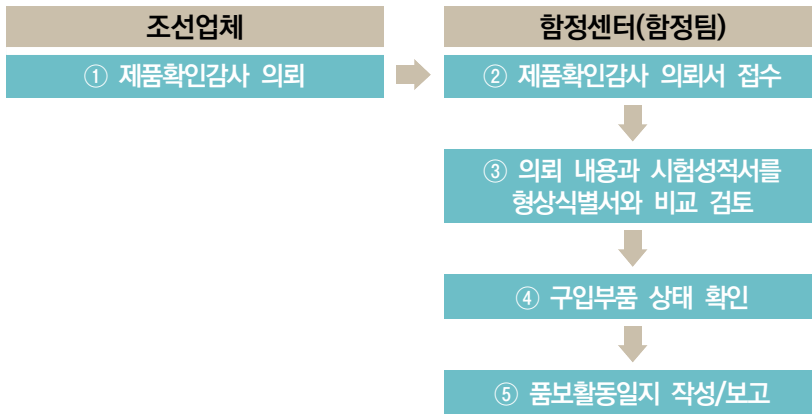 조선업체
함정센터(함정팀)
① 제품확인감사 의뢰
② 제품확인감사 의뢰서 접수
③ 의뢰 내용과 시험성적서를
형상식별서와 비교 검토
④ 구입부품 상태 확인
⑤ 품보활동일지 작성/보고